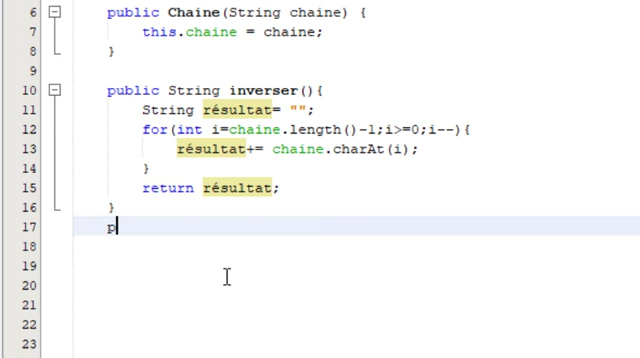 6 public Chaine(String chaine) {
7 this.chaine = chaine;
8 }
9
10 public String inverser(){
11 String résultat= "";
12 for(int i=chaine.length()-1;i>=0;i--){
13 résultat+= chaine.charAt(i);
14 }
15 return résultat;
16 }
17 p
18
19
20
21
22
23